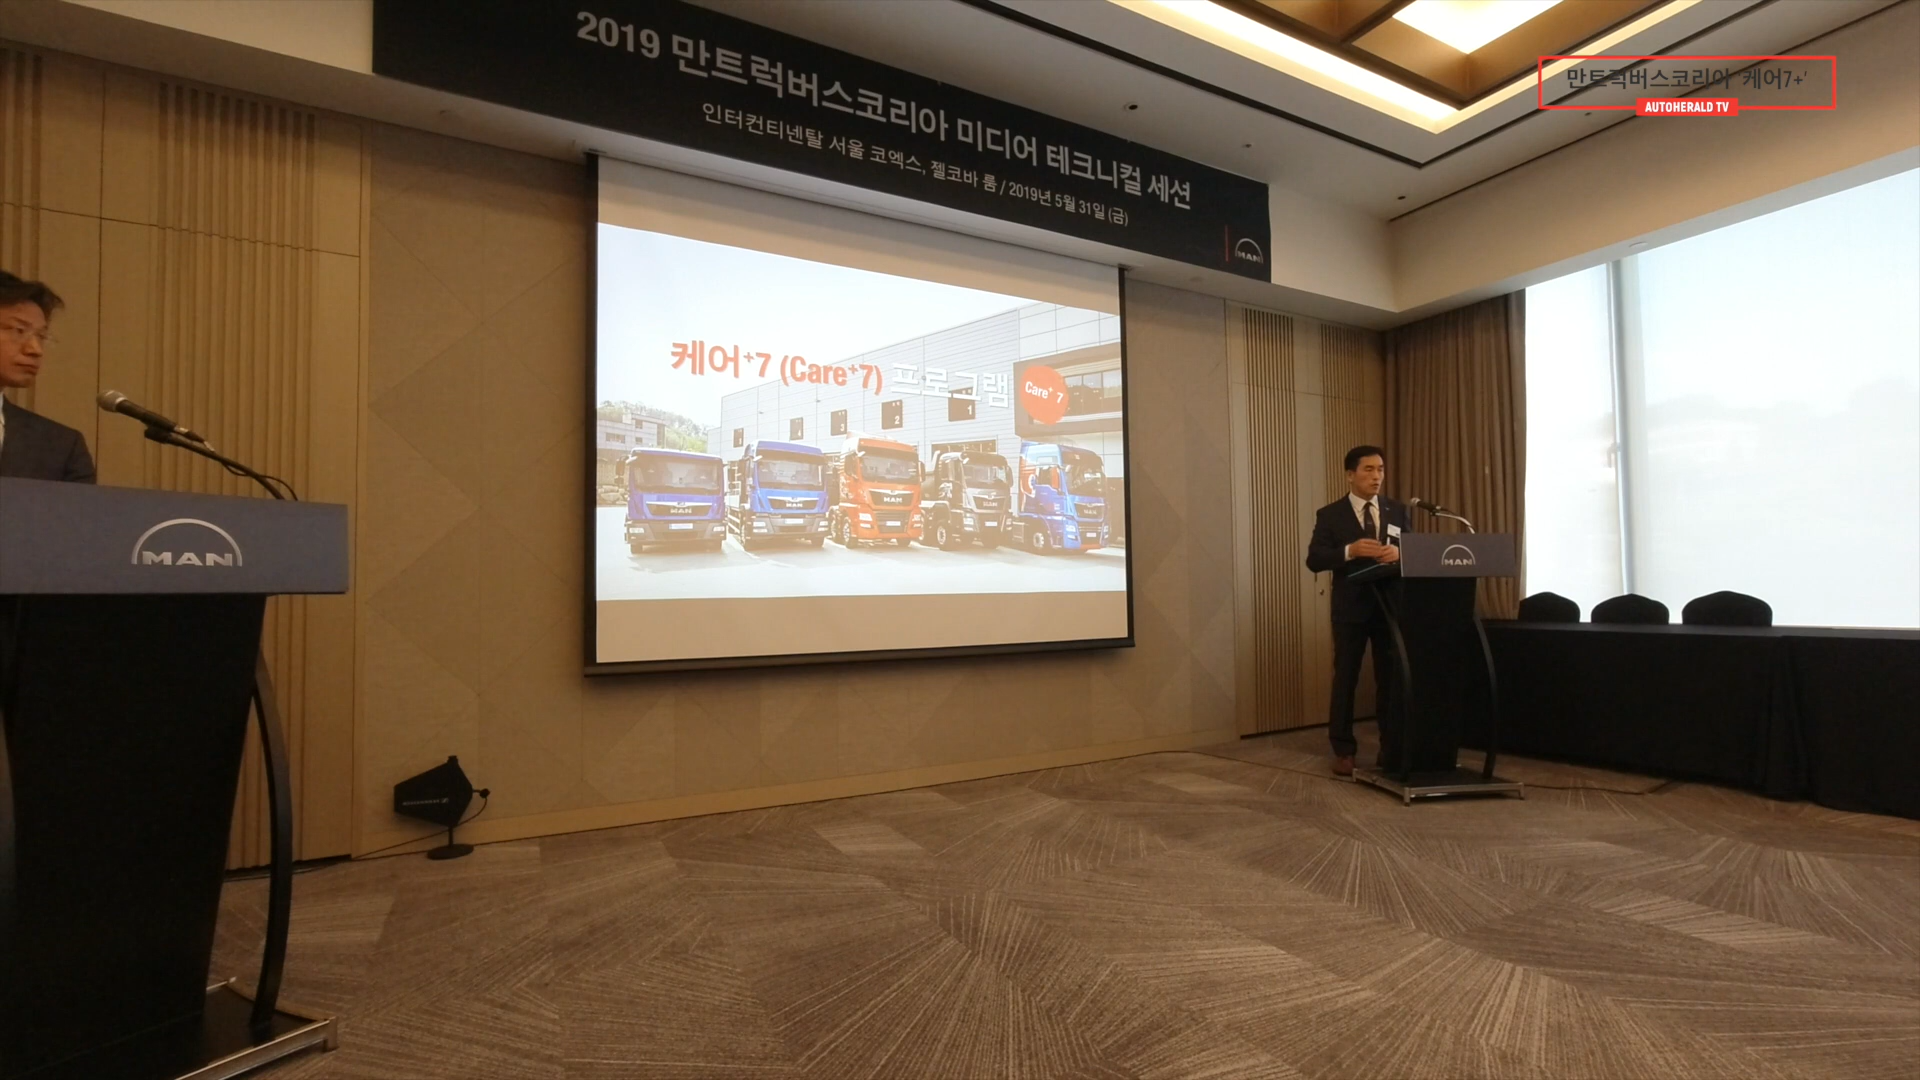 2019 만트럭버스코리아 미디어 테크니컬 세션
인터컨티넨탈 서울 코엑스, 젤코바 룸 / 2019년 5월 31일 (금)
MAN
만트럭버스코리아 '케어7+'
AUTOHERALD TV
케어+7 (Care+7) 프로그램
Care+ 7
1
2
3
MAN
MAN
MAN
MAN
MAN
MAN